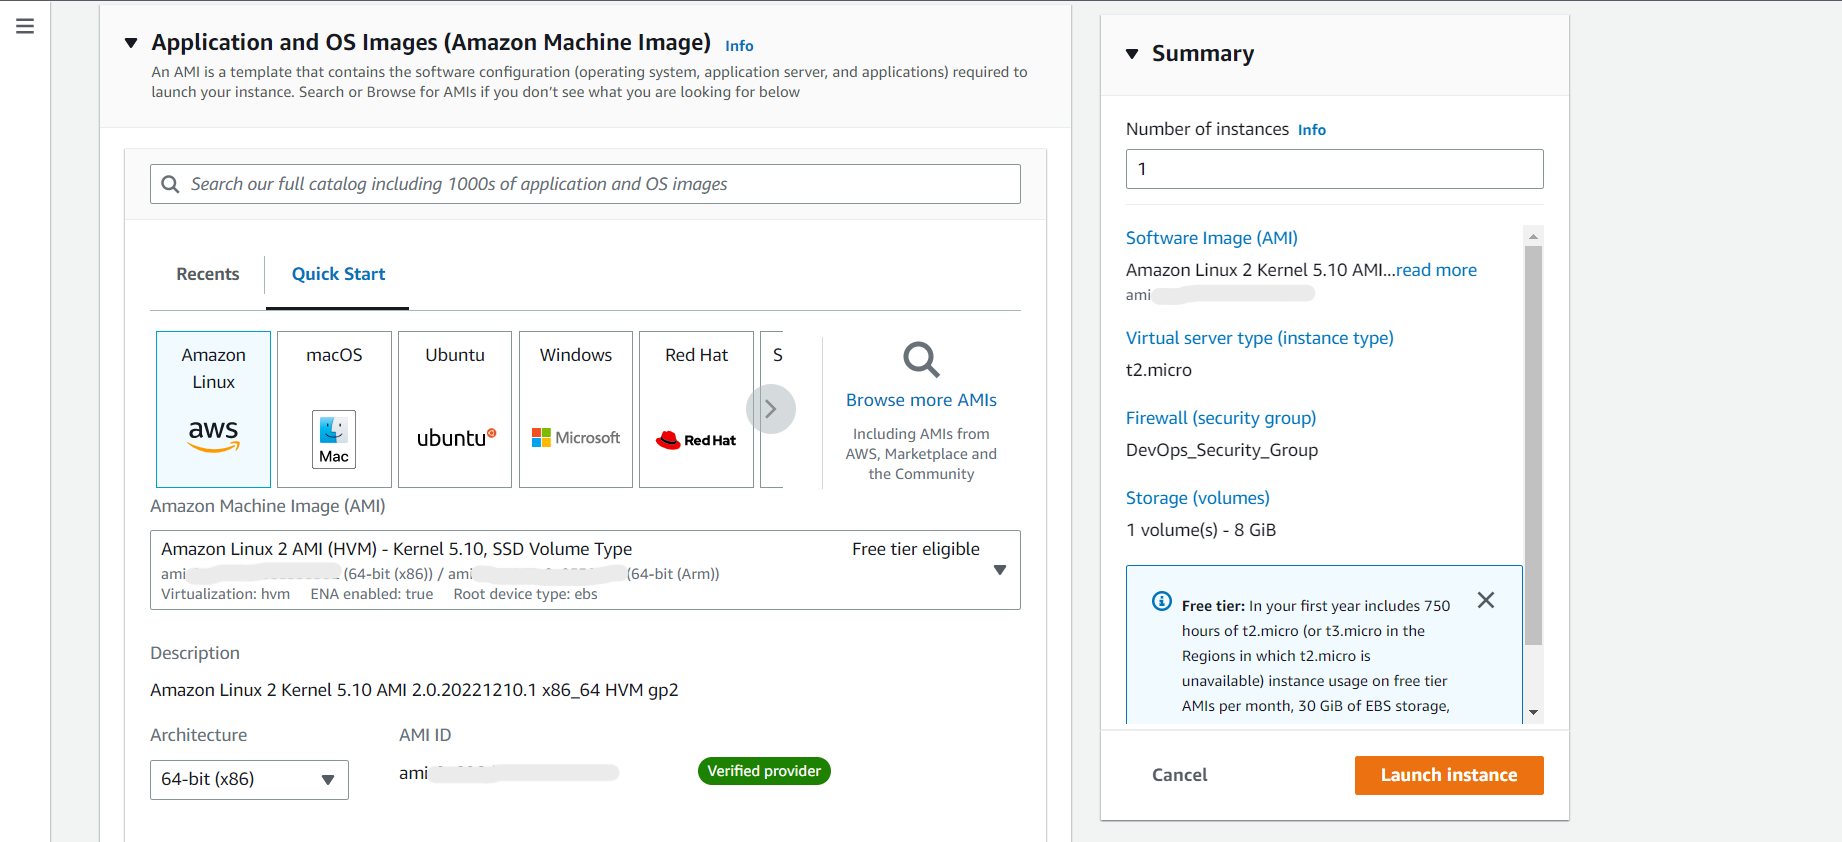 Application and OS Images (Amazon Machine Image) Info
An AMI is a template that contains the software configuration (operating system, application server, and applications) required to
launch your instance. Search or Browse for AMIs if you don’t see what you are looking for below
Search our full catalog including 1000s of application and OS images
Recents
Quick Start
Amazon
Linux
aws
macOS
Mac
Ubuntu
ubuntu
Windows
Microsoft
Red Hat
Red Hat
S
Browse more AMIs
Including AMIs from
AWS, Marketplace and
the Community
Amazon Machine Image (AMI)
Amazon Linux 2 AMI (HVM) - Kernel 5.10, SSD Volume Type
Free tier eligible
ami (64-bit (x86)) / ami (64-bit (Arm))
Virtualization: hvm ENA enabled: true Root device type: ebs
Description
Amazon Linux 2 Kernel 5.10 AMI 2.0.20221210.1 x86_64 HVM gp2
Architecture
64-bit (x86)
AMI ID
ami
Verified provider
Summary
Number of instances Info
1
Software Image (AMI)
Amazon Linux 2 Kernel 5.10 AMI...read more
ami
Virtual server type (instance type)
t2.micro
Firewall (security group)
DevOps_Security_Group
Storage (volumes)
1 volume(s) - 8 GiB
Free tier: In your first year includes 750
hours of t2.micro (or t3.micro in the
Regions in which t2.micro is
unavailable) instance usage on free tier
AMIs per month, 30 GiB of EBS storage,
Cancel
Launch instance